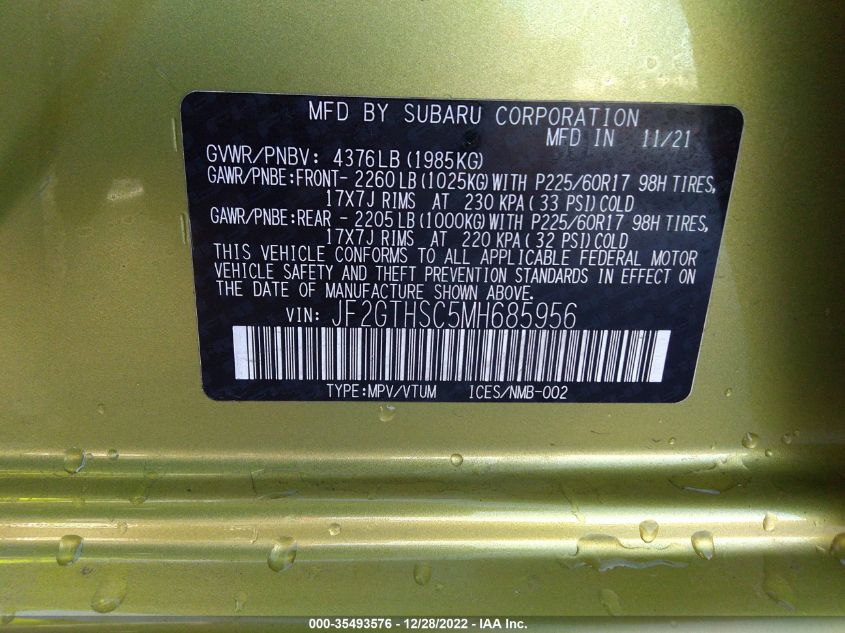 MFD BY SUBARU CORPORATION
MFD IN 11/21
GVWR/PNBV: 4376LB (1985KG)
GAWR/PNBE:FRONT- 2260 LB (1025KG) WITH P225/60R17 98H TIRES,
17X7J RIMS AT 230 KPA (33 PSI) COLD
GAWR/PNBE:REAR - 2205 LB (1000KG) WITH P225/60R17 98H TIRES,
17X7J RIMS AT 220 KPA (32 PSI) COLD
THIS VEHICLE CONFORMS TO ALL APPLICABLE FEDERAL MOTOR
VEHICLE SAFETY AND THEFT PREVENTION STANDARDS IN EFFECT ON
THE DATE OF MANUFACTURE SHOWN ABOVE.
VIN: JF2GTHSC5MH685956
TYPE:MPV/VTUM ICES/NMB-002
000-35493576 - 12/28/2022 - IAA Inc.